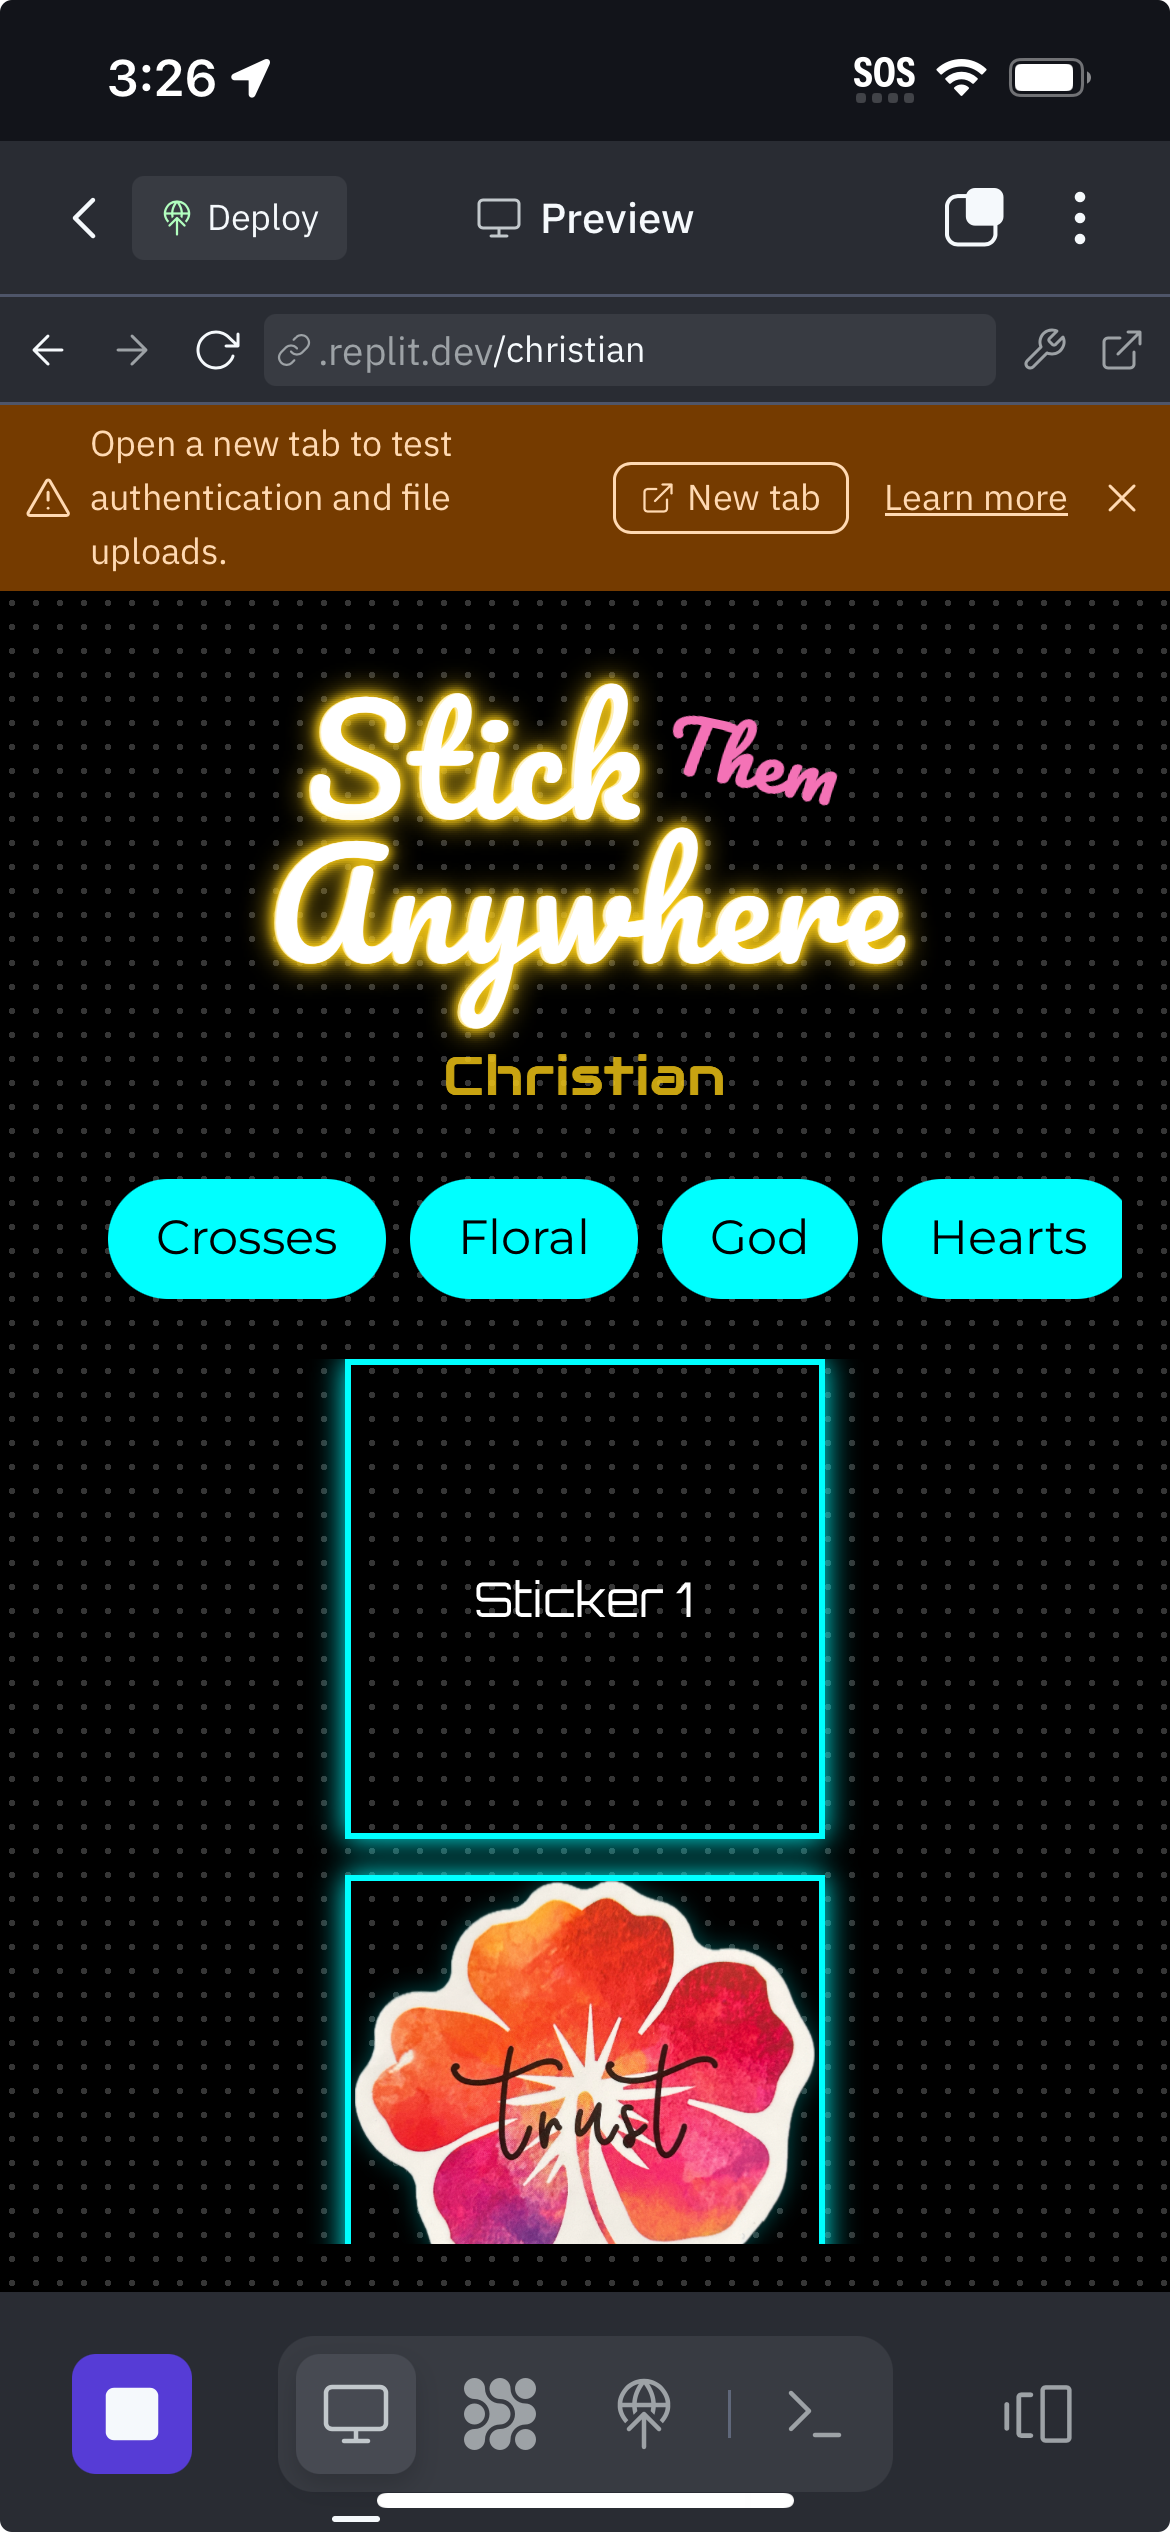 3:26
SOS
Deploy
Preview
.replit.dev/christian
Open a new tab to test
authentication and file
uploads.
New tab
Learn more
Stick Them
Anywhere
Christian
Crosses
Floral
God
Hearts
Sticker 1
trust